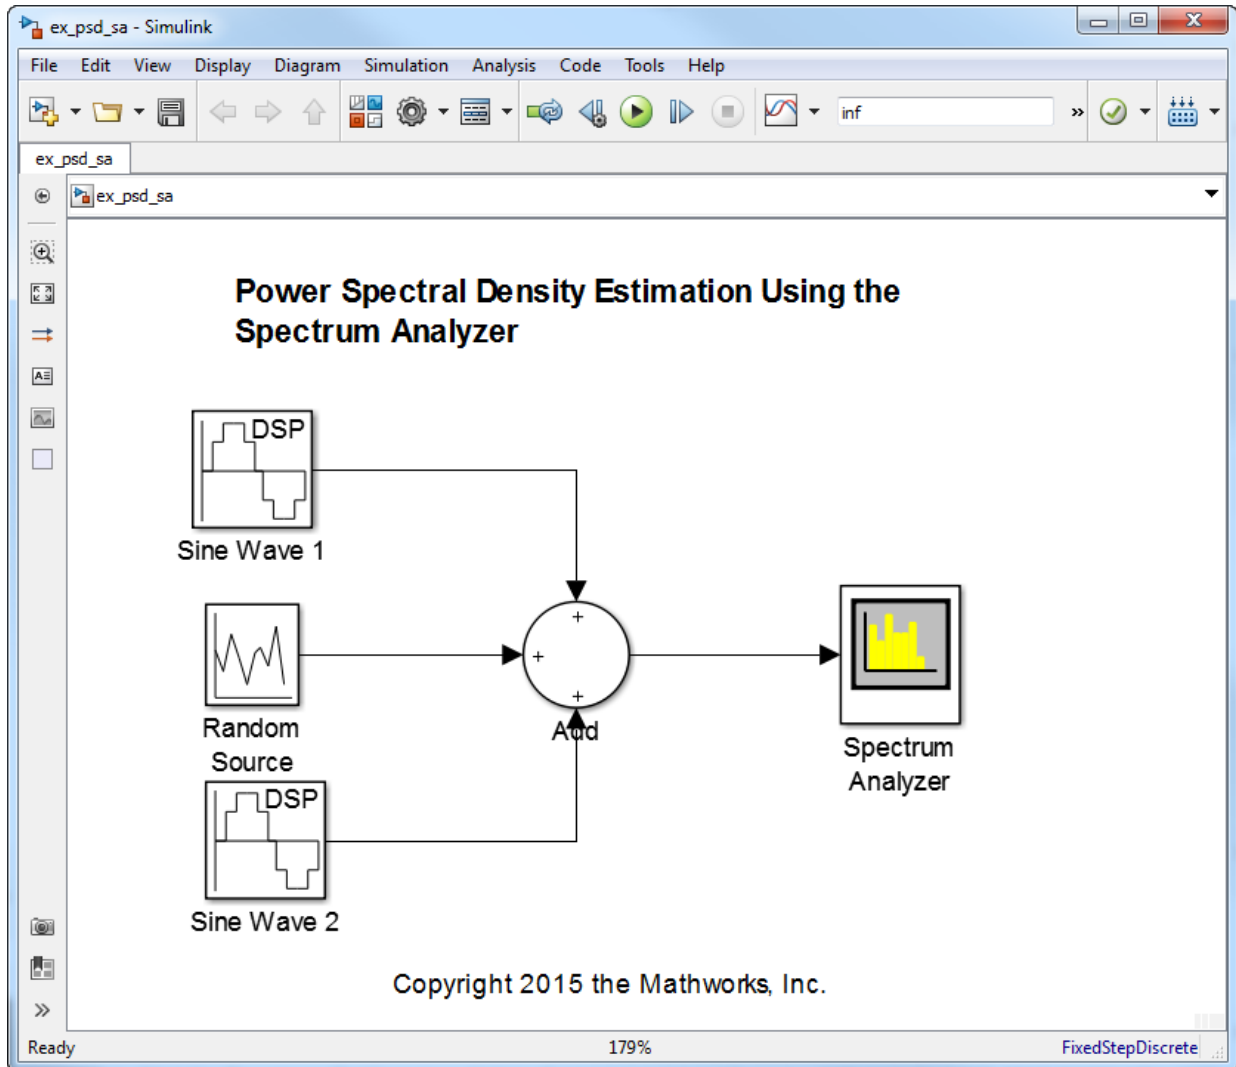 ex_psd_sa - Simulink
File Edit View Display Diagram Simulation Analysis Code Tools Help
inf
»
ex_psd_sa
ex_psd_sa
Power Spectral Density Estimation Using the
Spectrum Analyzer
DSP
Sine Wave 1
Random
Source
+
+
+
Add
Spectrum
Analyzer
DSP
Sine Wave 2
Copyright 2015 the Mathworks, Inc.
Ready 179% FixedStepDiscrete